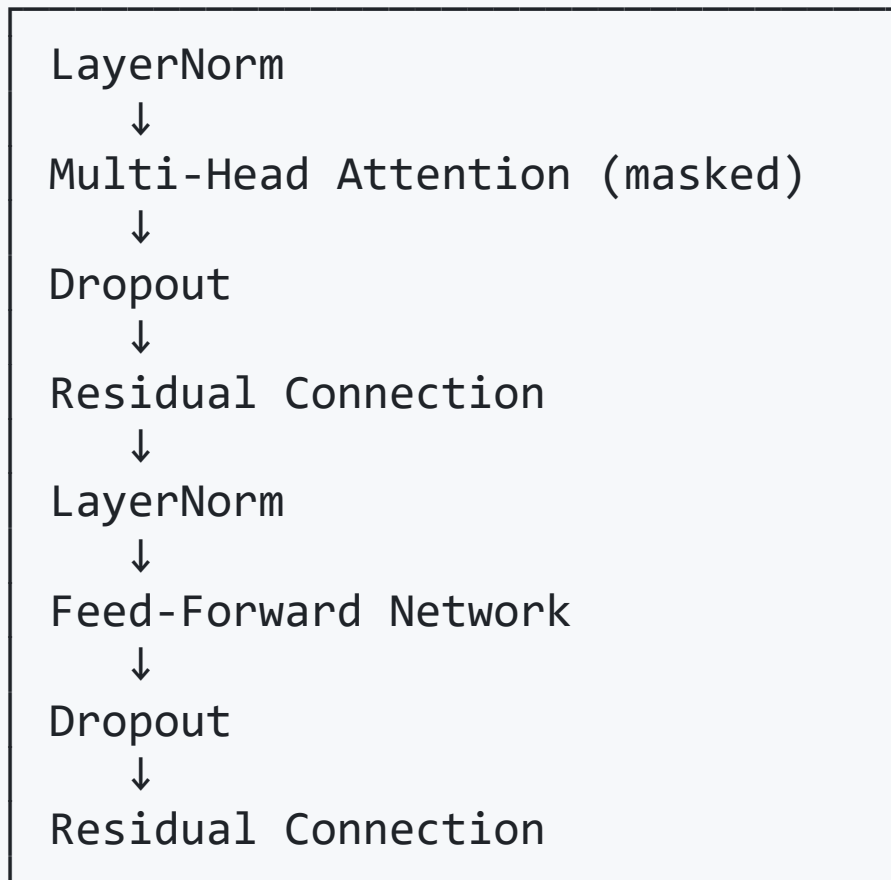 LayerNorm
↓
Multi-Head Attention (masked)
↓
Dropout
↓
Residual Connection
↓
LayerNorm
↓
Feed-Forward Network
↓
Dropout
↓
Residual Connection